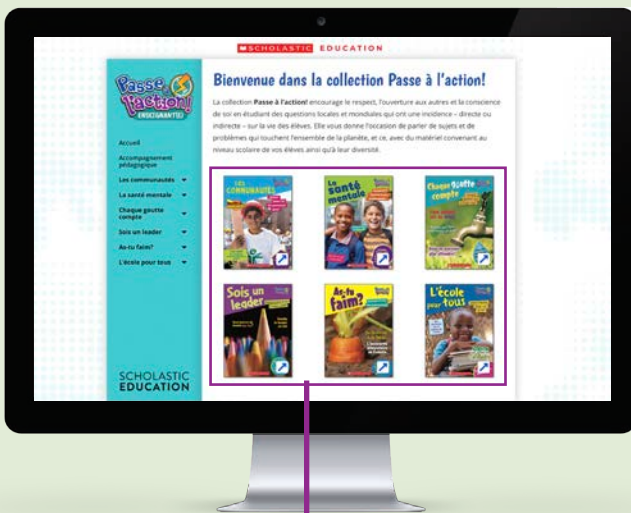 SCHOLASTIC EDUCATION
Passe à
l'action!
ENSEIGNANT(E)
Accueil
Accompagnement
pédagogique
Les communautés
La santé mentale
Chaque goutte
compte
Sois un leader
As-tu faim?
L'école pour tous
SCHOLASTIC
EDUCATION
Bienvenue dans la collection Passe à l'action!
La collection Passe à l'action! encourage le respect, l'ouverture aux autres et la conscience
de soi en étudiant des questions locales et mondiales qui ont une incidence – directe ou
indirecte – sur la vie des élèves. Elle vous donne l'occasion de parler de sujets et de
problèmes qui touchent l'ensemble de la planète, et ce, avec du matériel convenant au
niveau scolaire de vos élèves ainsi qu'à leur diversité.
LES
COMMUNAUTÉS
La
santé
mentale
Chaque goutte
compte
Sois un
leader
As-tu
faim?
L'école
pour tous